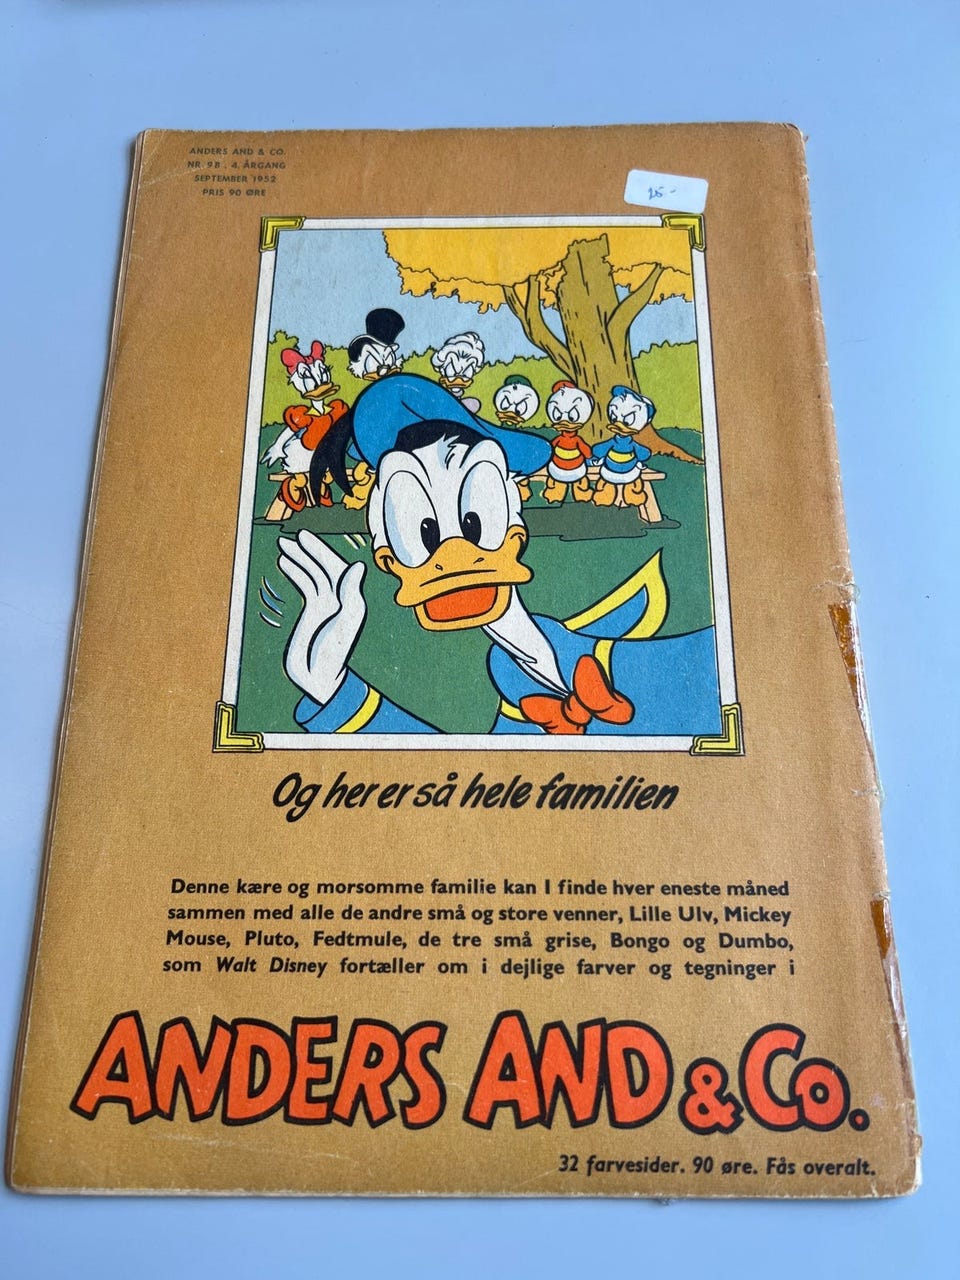 ANDERS AND & CO.
NR. 9B . 4. ÅRGANG
SEPTEMBER 1952
PRIS 90 ØRE
25-
Og her er så hele familien
Denne kære og morsomme familie kan I finde hver eneste måned
sammen med alle de andre små og store venner, Lille Ulv, Mickey
Mouse, Pluto, Fedtmule, de tre små grise, Bongo og Dumbo,
som Walt Disney fortæller om i dejlige farver og tegninger i
ANDERS AND & Co.
32 farvesider. 90 øre. Fås overalt.